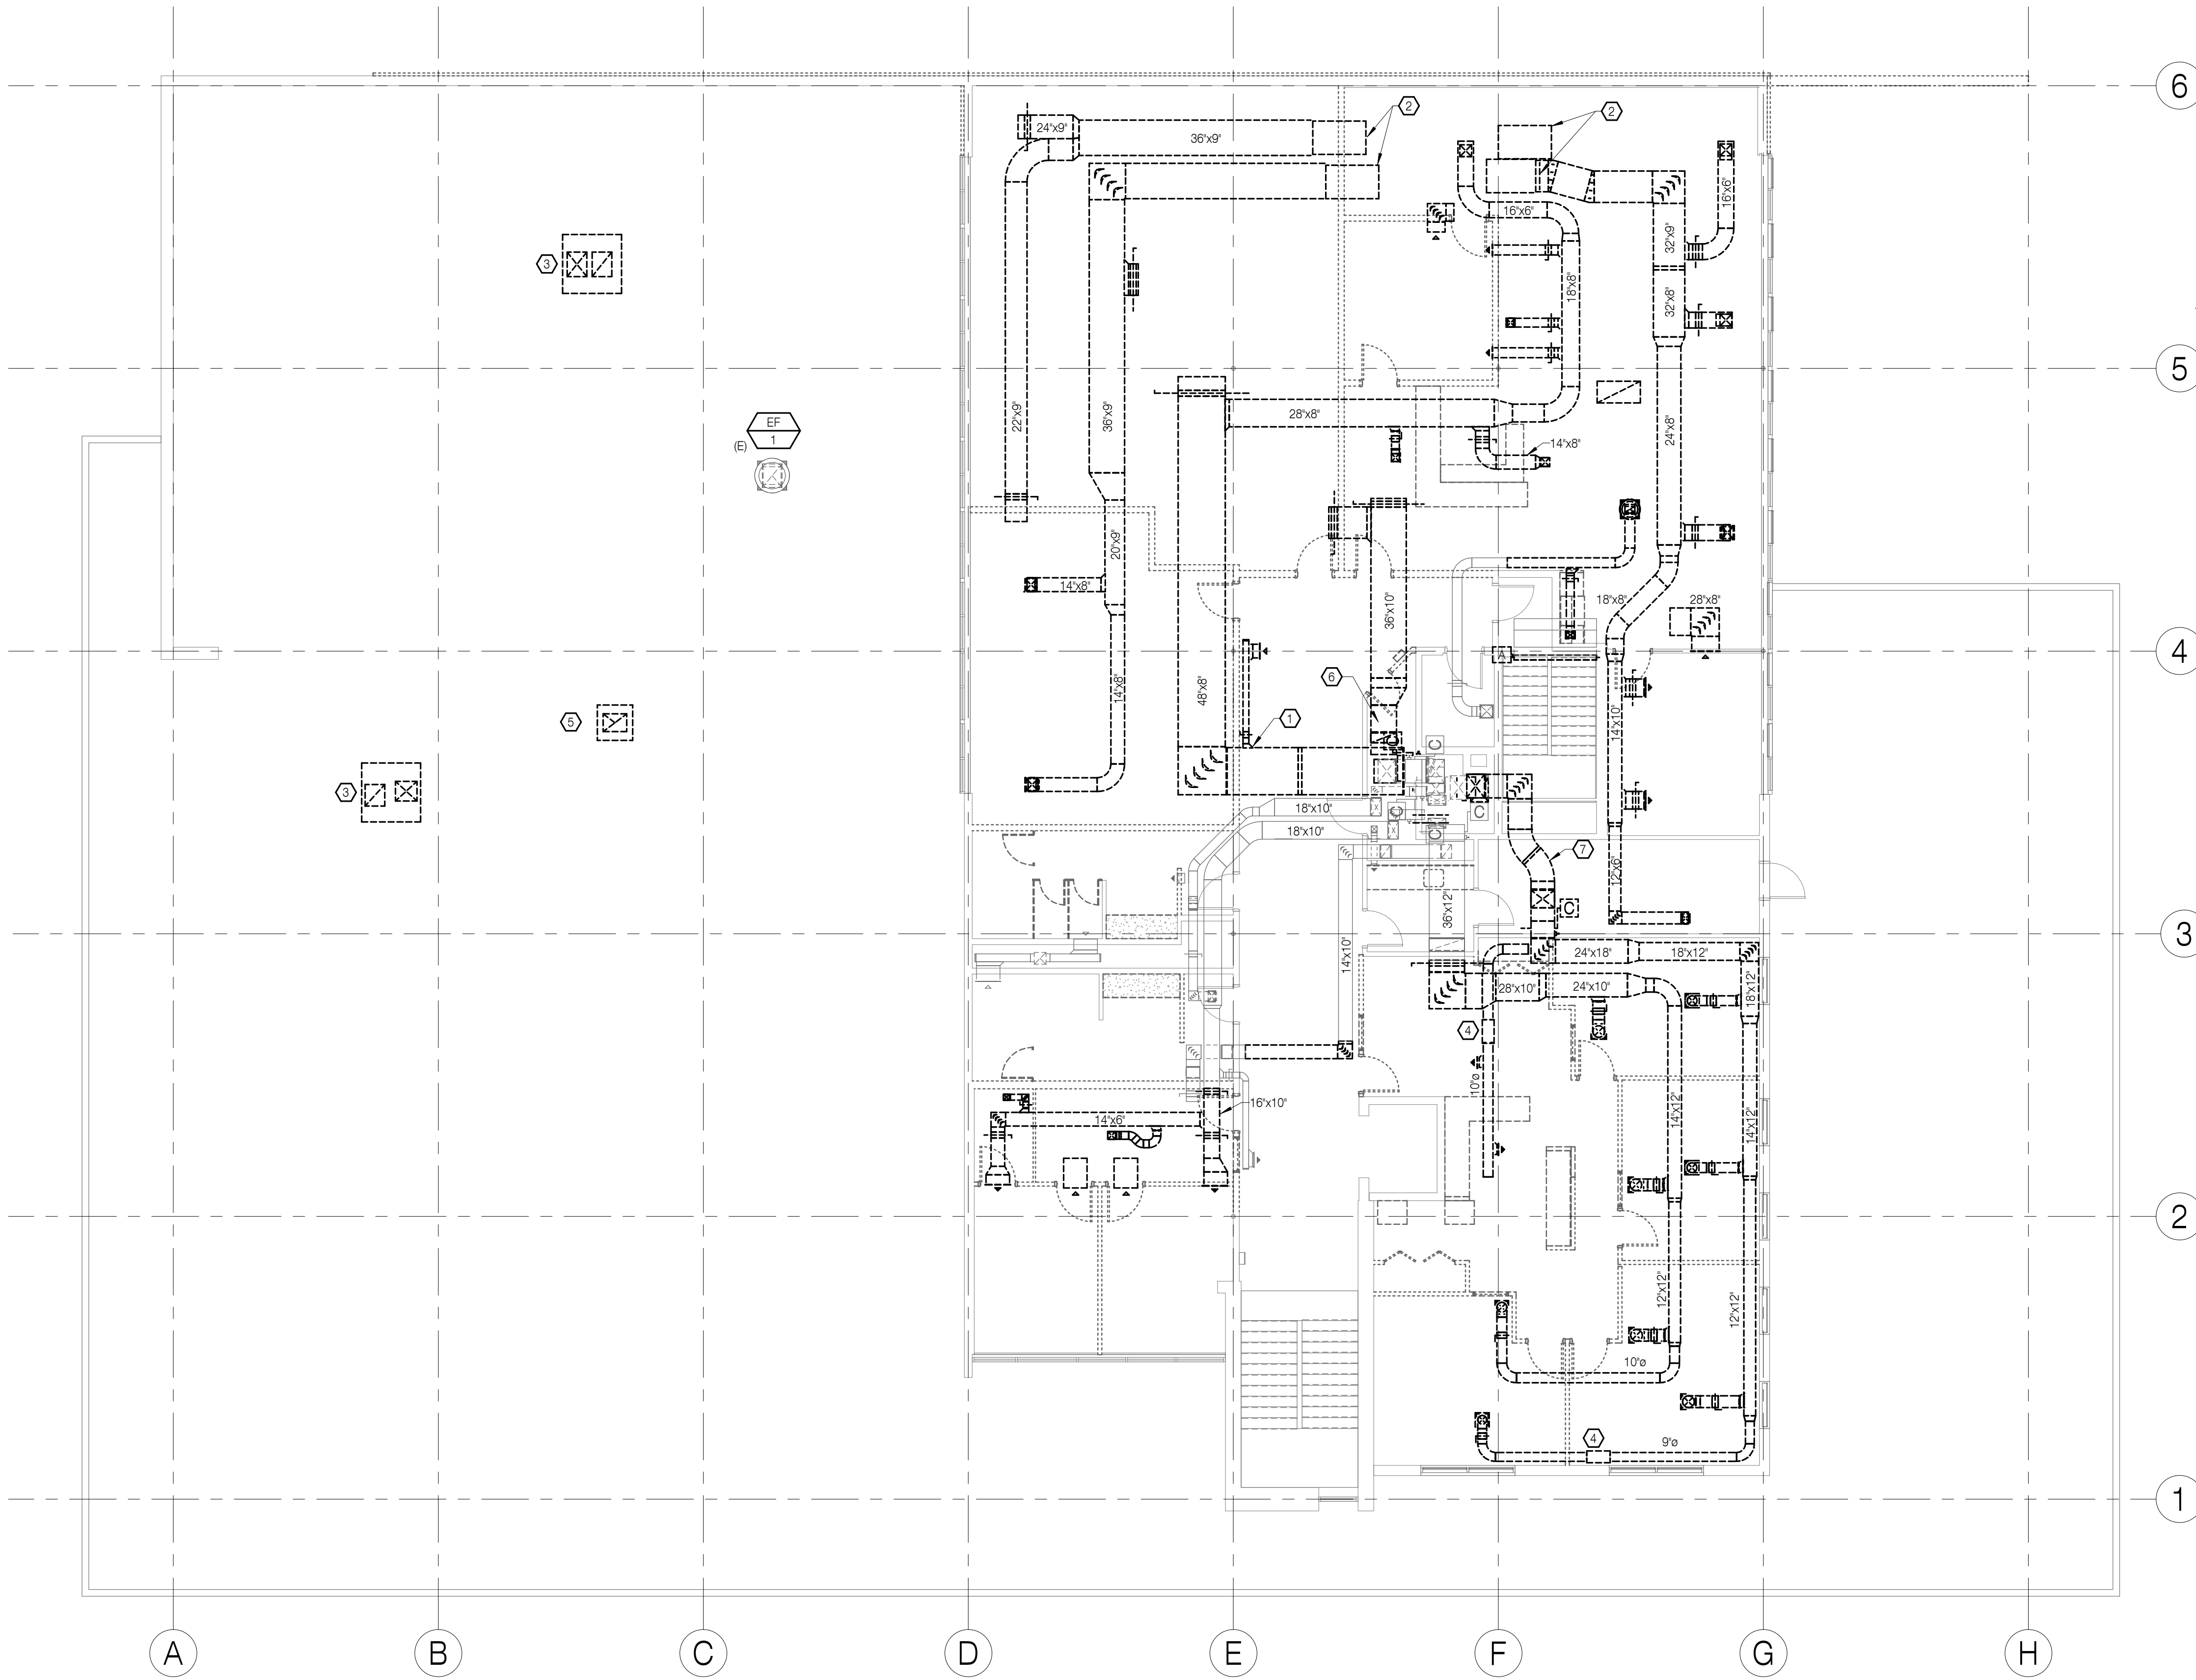 6
2
2
24"x9"
36"x9"
16"x6"
16"x6"
32"x9"
3
18"x8"
32"x8"
5
28"x8"
22"x9"
36"x9"
EF
1
(E)
24"x8"
14"x8"
20"x9"
14"x8"
36"x10"
18"x8"
28"x8"
4
A
6
14"x8"
48"x8"
5
1
14"x10"
C
C
3
18"x10"
C
C
18"x10"
C
7
12"x6"
36"x12"
C
3
14"x10"
24"x18"
18"x12"
28"x10"
24"x10"
18"x12"
4
10"ø
16"x10"
14"x6"
14"x12"
14"x12"
2
12"x12"
12"x12"
10"ø
4
9"ø
1
A
B
C
D
E
F
G
H